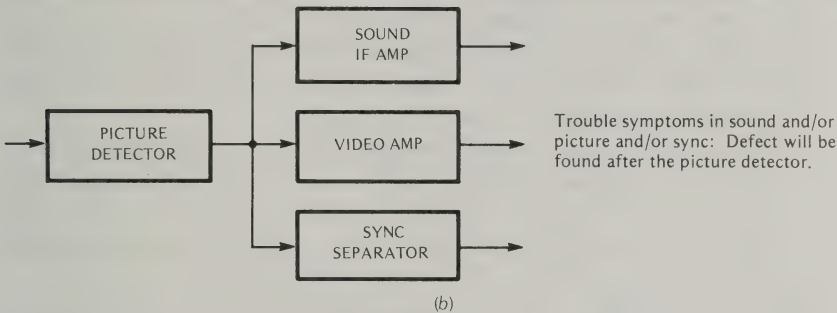 SOUND
IF AMP
PICTURE
DETECTOR
VIDEO AMP
SYNC
SEPARATOR
Trouble symptoms in sound and/or
picture and/or sync: Defect will be
found after the picture detector.
(b)